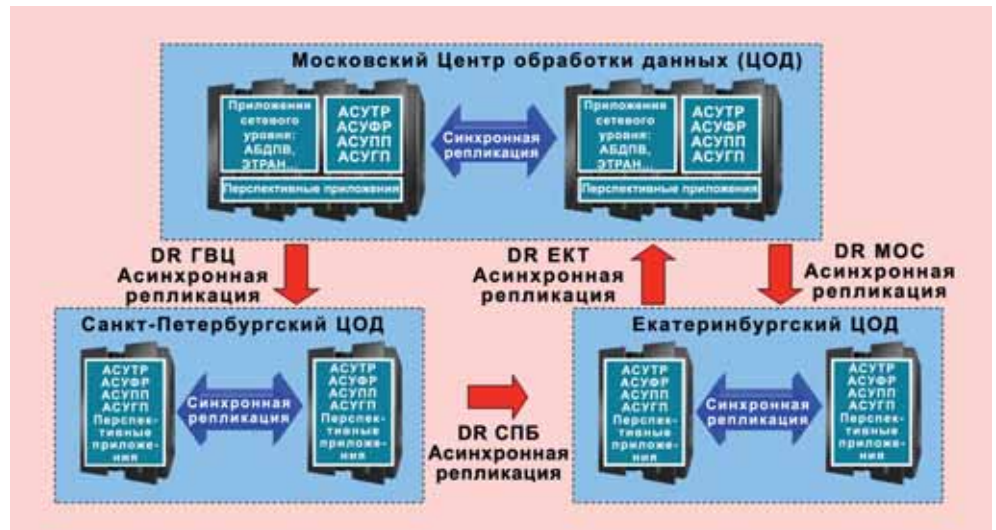 Московский Центр обработки данных (ЦОД)
Приложения
сетевого
уровня:
АБДПВ,
ЭТРАН...
АСУТР
АСУФР
АСУПП
АСУГП
Перспективные приложения
Синхронная
репликация
Приложения
сетевого
уровня:
АБДПВ,
ЭТРАН...
АСУТР
АСУФР
АСУПП
АСУГП
Перспективные приложения
DR ГВЦ
Асинхронная
репликация
DR ЕКТ
Асинхронная
репликация
DR МОС
Асинхронная
репликация
Санкт-Петербургский ЦОД
АСУТР
АСУФР
АСУПП
АСУГП
Перспек-
тивные
приложе-
ния
Синхронная
репликация
АСУТР
АСУФР
АСУПП
АСУГП
Перспек-
тивные
приложе-
ния
DR СПБ
Асинхронная
репликация
Екатеринбургский ЦОД
АСУТР
АСУФР
АСУПП
АСУГП
Перспек-
тивные
приложе-
ния
Синхронная
репликация
АСУТР
АСУФР
АСУПП
АСУГП
Перспек-
тивные
приложе-
ния